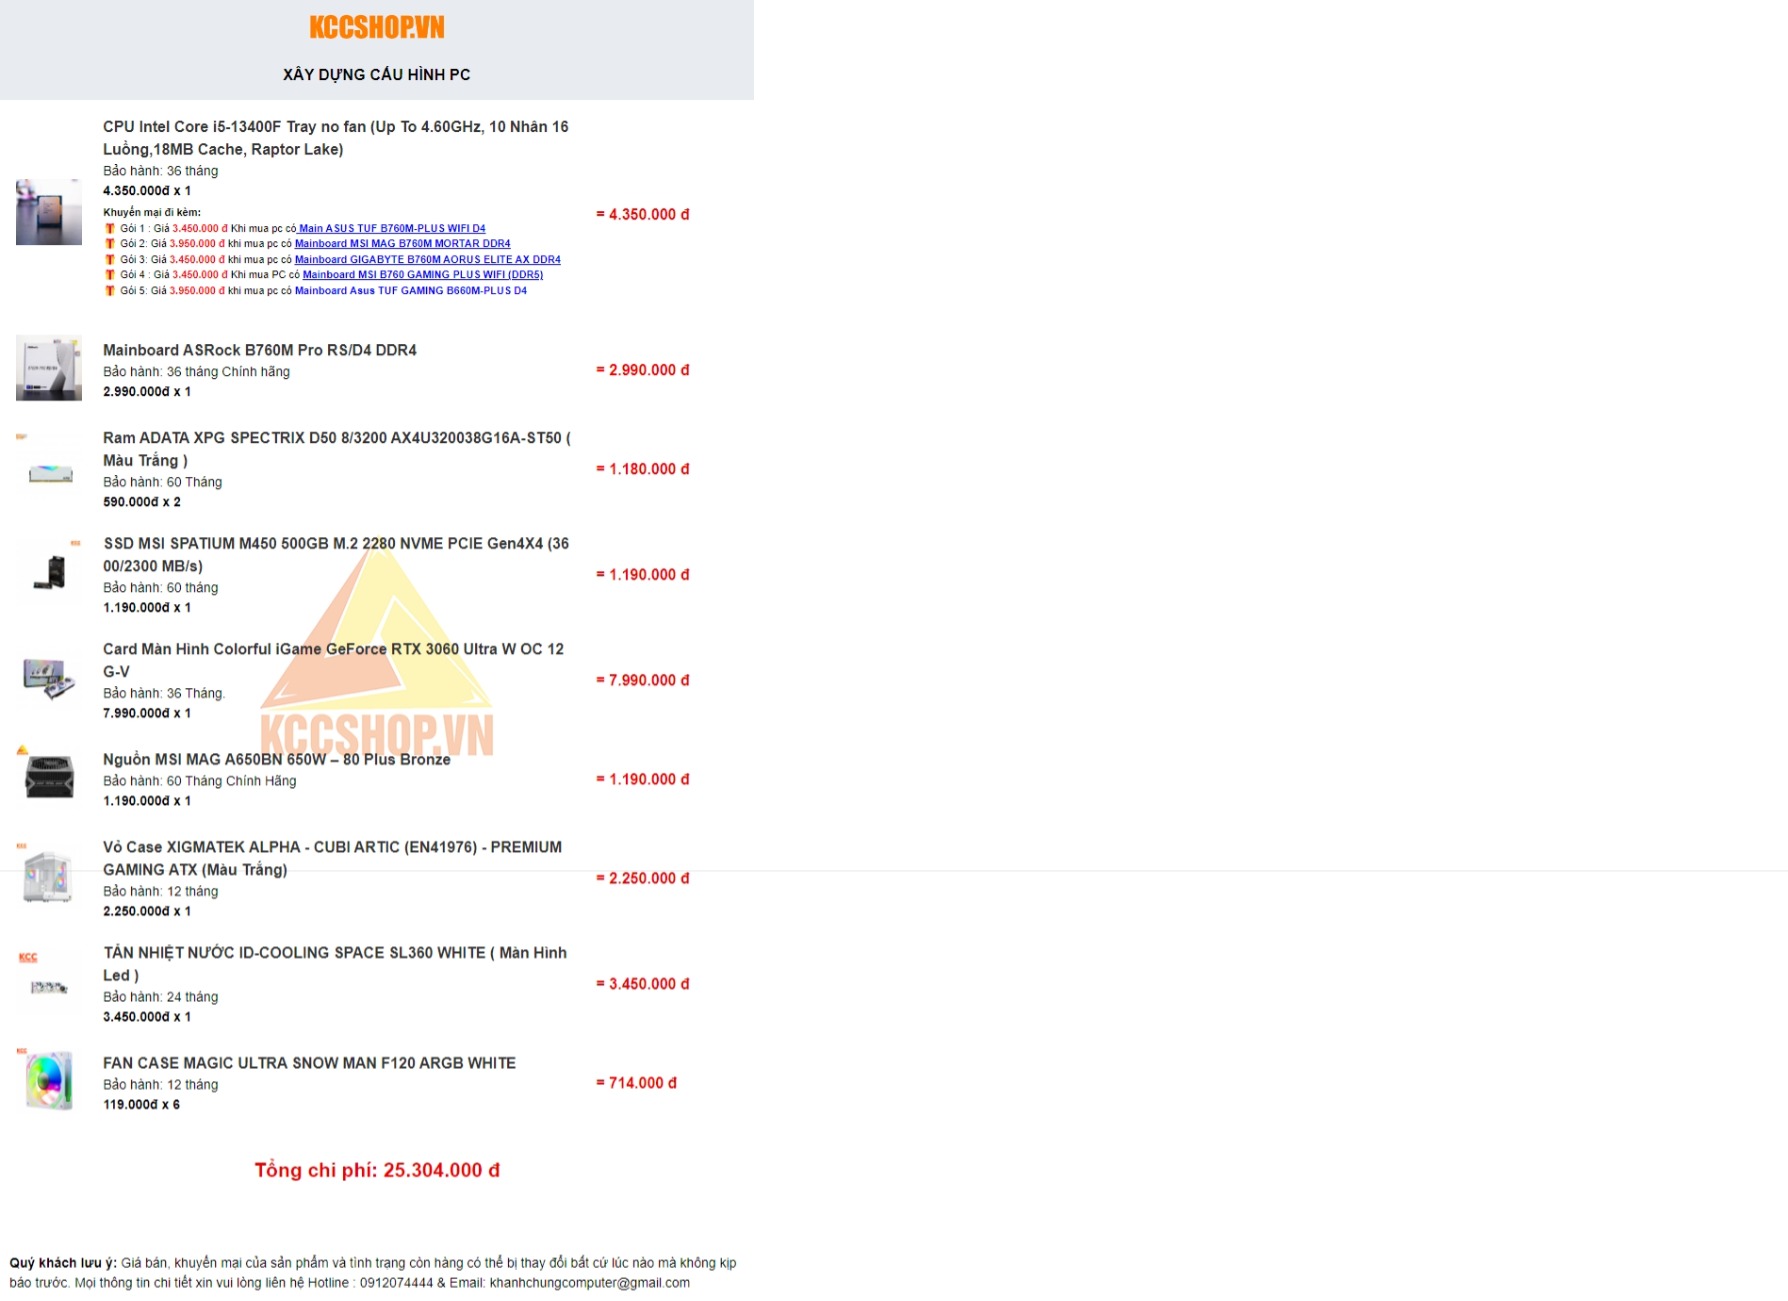 KCCSHOP.VN
XÂY DỰNG CẤU HÌNH PC
CPU Intel Core i5-13400F Tray no fan (Up To 4.60GHz, 10 Nhân 16
Luồng,18MB Cache, Raptor Lake)
Bảo hành: 36 tháng
4.350.000đ x 1
= 4.350.000 đ
Khuyến mại đi kèm:
Gói 1 : Giá 3.450.000 đ Khi mua pc có Main ASUS TUF B760M-PLUS WIFI D4
Gói 2: Giá 3.950.000 đ khi mua pc có Mainboard MSI MAG B760M MORTAR DDR4
Gói 3: Giá 3.450.000 đ khi mua pc có Mainboard GIGABYTE B760M AORUS ELITE AX DDR4
Gói 4 : Giá 3.450.000 đ Khi mua PC có Mainboard MSI B760 GAMING PLUS WIFI (DDR5)
Gói 5: Giá 3.950.000 đ khi mua pc có Mainboard Asus TUF GAMING B660M-PLUS D4
Mainboard ASRock B760M Pro RS/D4 DDR4
Bảo hành: 36 tháng Chính hãng
2.990.000đ x 1
= 2.990.000 đ
Ram ADATA XPG SPECTRIX D50 8/3200 AX4U320038G16A-ST50 (
Màu Trắng )
Bảo hành: 60 Tháng
590.000đ x 2
= 1.180.000 đ
SSD MSI SPATIUM M450 500GB M.2 2280 NVME PCIE Gen4X4 (36
00/2300 MB/s)
Bảo hành: 60 tháng
1.190.000đ x 1
= 1.190.000 đ
Card Màn Hình Colorful iGame GeForce RTX 3060 Ultra W OC 12
G-V
Bảo hành: 36 Tháng.
7.990.000đ x 1
= 7.990.000 đ
KCCSHOP.VN
Nguồn MSI MAG A650BN 650W – 80 Plus Bronze
Bảo hành: 60 Tháng Chính Hãng
1.190.000đ x 1
= 1.190.000 đ
Vỏ Case XIGMATEK ALPHA - CUBI ARTIC (EN41976) - PREMIUM
GAMING ATX (Màu Trắng)
Bảo hành: 12 tháng
2.250.000đ x 1
= 2.250.000 đ
KCC
TẢN NHIỆT NƯỚC ID-COOLING SPACE SL360 WHITE ( Màn Hình
Led )
Bảo hành: 24 tháng
3.450.000đ x 1
= 3.450.000 đ
FAN CASE MAGIC ULTRA SNOW MAN F120 ARGB WHITE
Bảo hành: 12 tháng
119.000đ x 6
= 714.000 đ
Tổng chi phí: 25.304.000 đ
Quý khách lưu ý: Giá bán, khuyến mại của sản phẩm và tình trạng còn hàng có thể bị thay đổi bất cứ lúc nào mà không kịp
báo trước. Mọi thông tin chi tiết xin vui lòng liên hệ Hotline : 0912074444 & Email: khanhchungcomputer@gmail.com